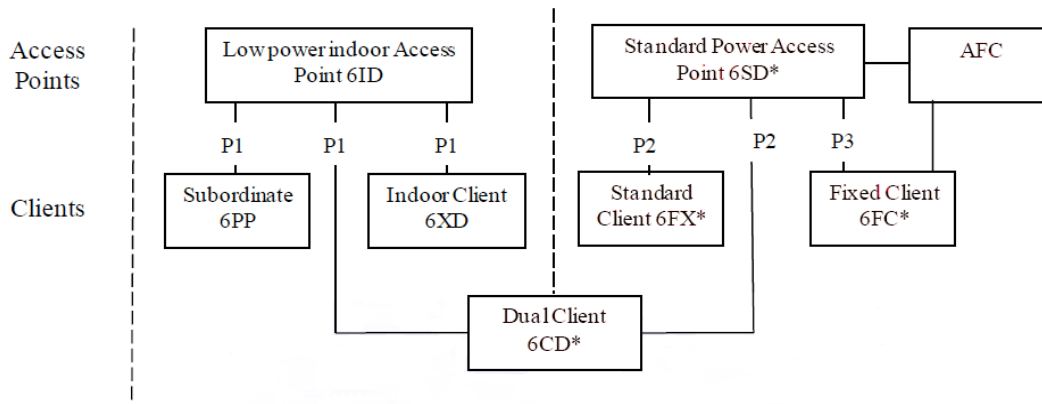 Access
Points
Low power indoor Access
Point 6ID
Standard Power Access
Point 6SD*
AFC
P1
P1
P1
P2
P2
P3
Clients
Subordinate
6PP
Indoor Client
6XD
Standard
Client 6FX*
Fixed Client
6FC*
Dual Client
6CD*